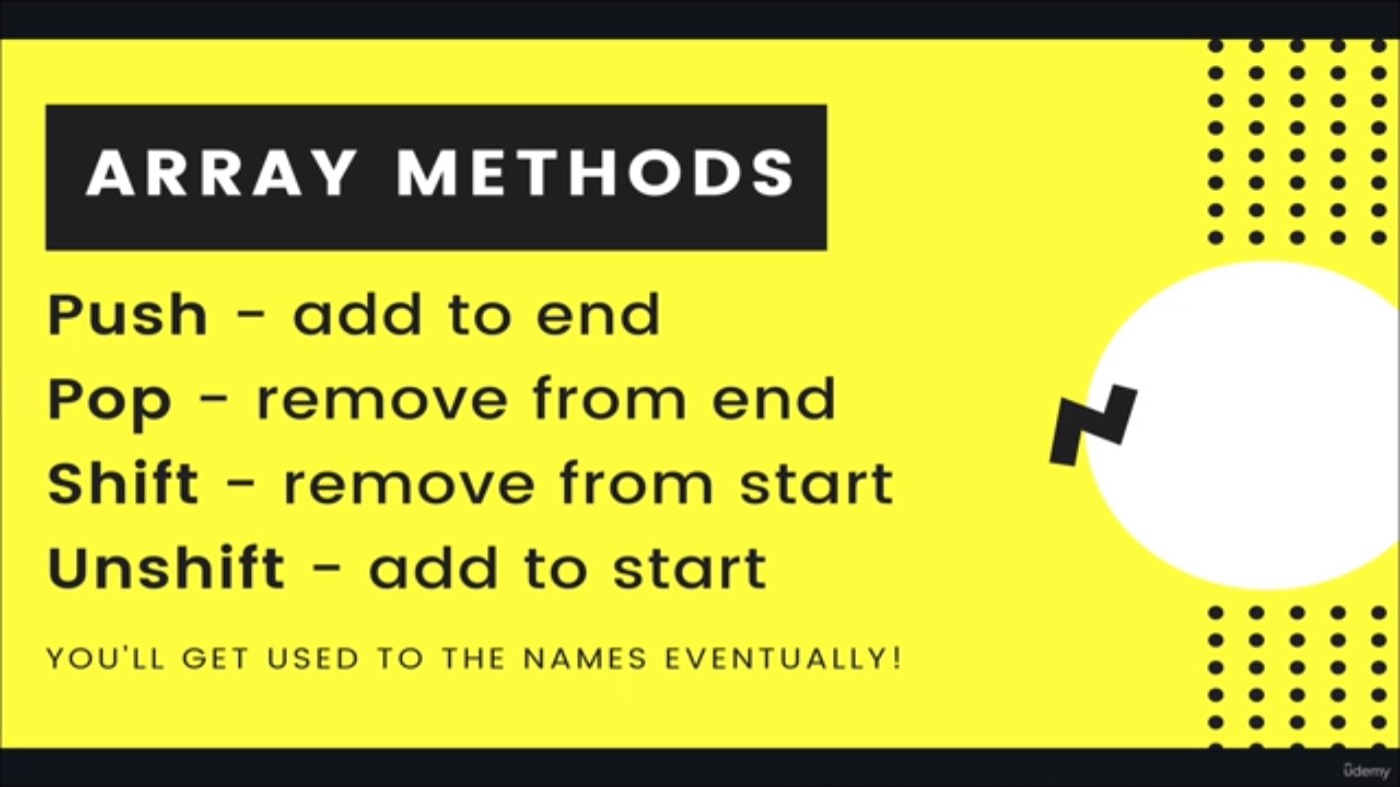 ARRAY METHODS
Push - add to end
Pop - remove from end
Shift - remove from start
Unshift - add to start
YOU'LL GET USED TO THE NAMES EVENTUALLY!
ûdemy